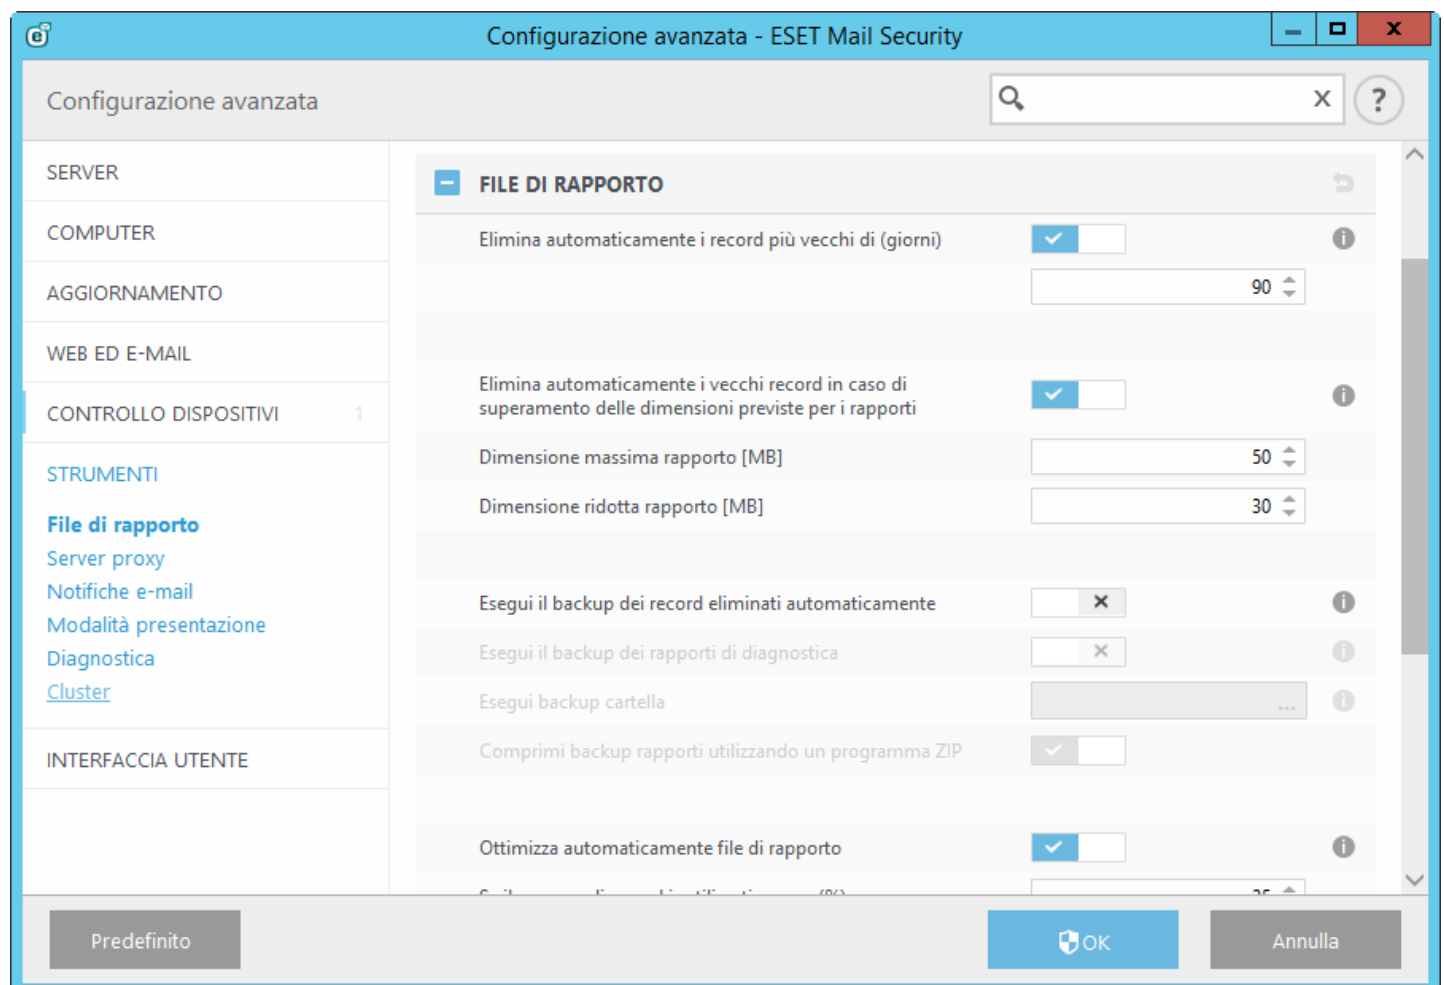 Configurazione avanzata - ESET Mail Security
Configurazione avanzata
SERVER
COMPUTER
AGGIORNAMENTO
WEB ED E-MAIL
CONTROLLO DISPOSITIVI 1
STRUMENTI
File di rapporto
Server proxy
Notifiche e-mail
Modalità presentazione
Diagnostica
Cluster
INTERFACCIA UTENTE
FILE DI RAPPORTO
Elimina automaticamente i record più vecchi di (giorni)
90
Elimina automaticamente i vecchi record in caso di
superamento delle dimensioni previste per i rapporti
Dimensione massima rapporto [MB] 50
Dimensione ridotta rapporto [MB] 30
Esegui il backup dei record eliminati automaticamente
Esegui il backup dei rapporti di diagnostica
Esegui backup cartella ...
Comprimi backup rapporti utilizzando un programma ZIP
Ottimizza automaticamente file di rapporto
Predefinito
OK
Annulla